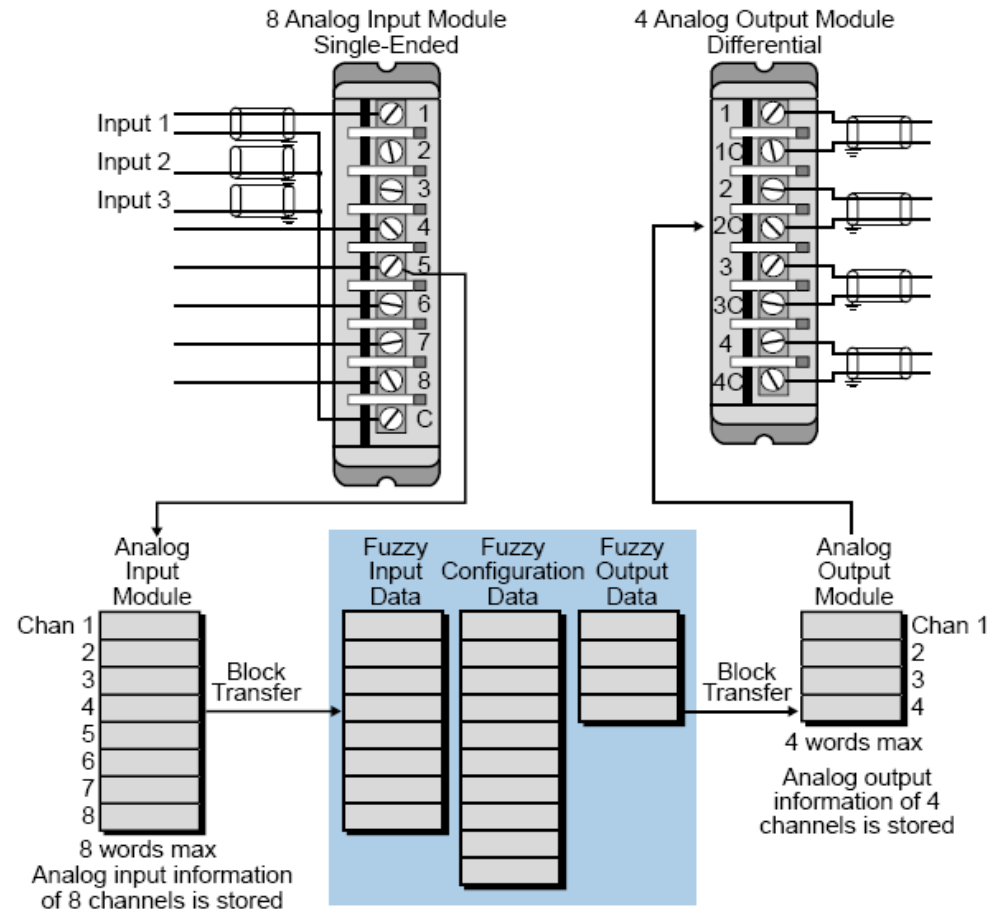 8 Analog Input Module
Single-Ended
4 Analog Output Module
Differential
Input 1
Input 2
Input 3
1
2
3
4
5
6
7
8
C
1
1C
2
2C
3
3C
4
4C
Analog
Input
Module
Fuzzy
Input
Data
Fuzzy
Configuration
Data
Fuzzy
Output
Data
Analog
Output
Module
Chan 1
2
3
4
5
6
7
8
Block
Transfer
Block
Transfer
Chan 1
2
3
4
8 words max
Analog input information
of 8 channels is stored
4 words max
Analog output
information of 4
channels is stored